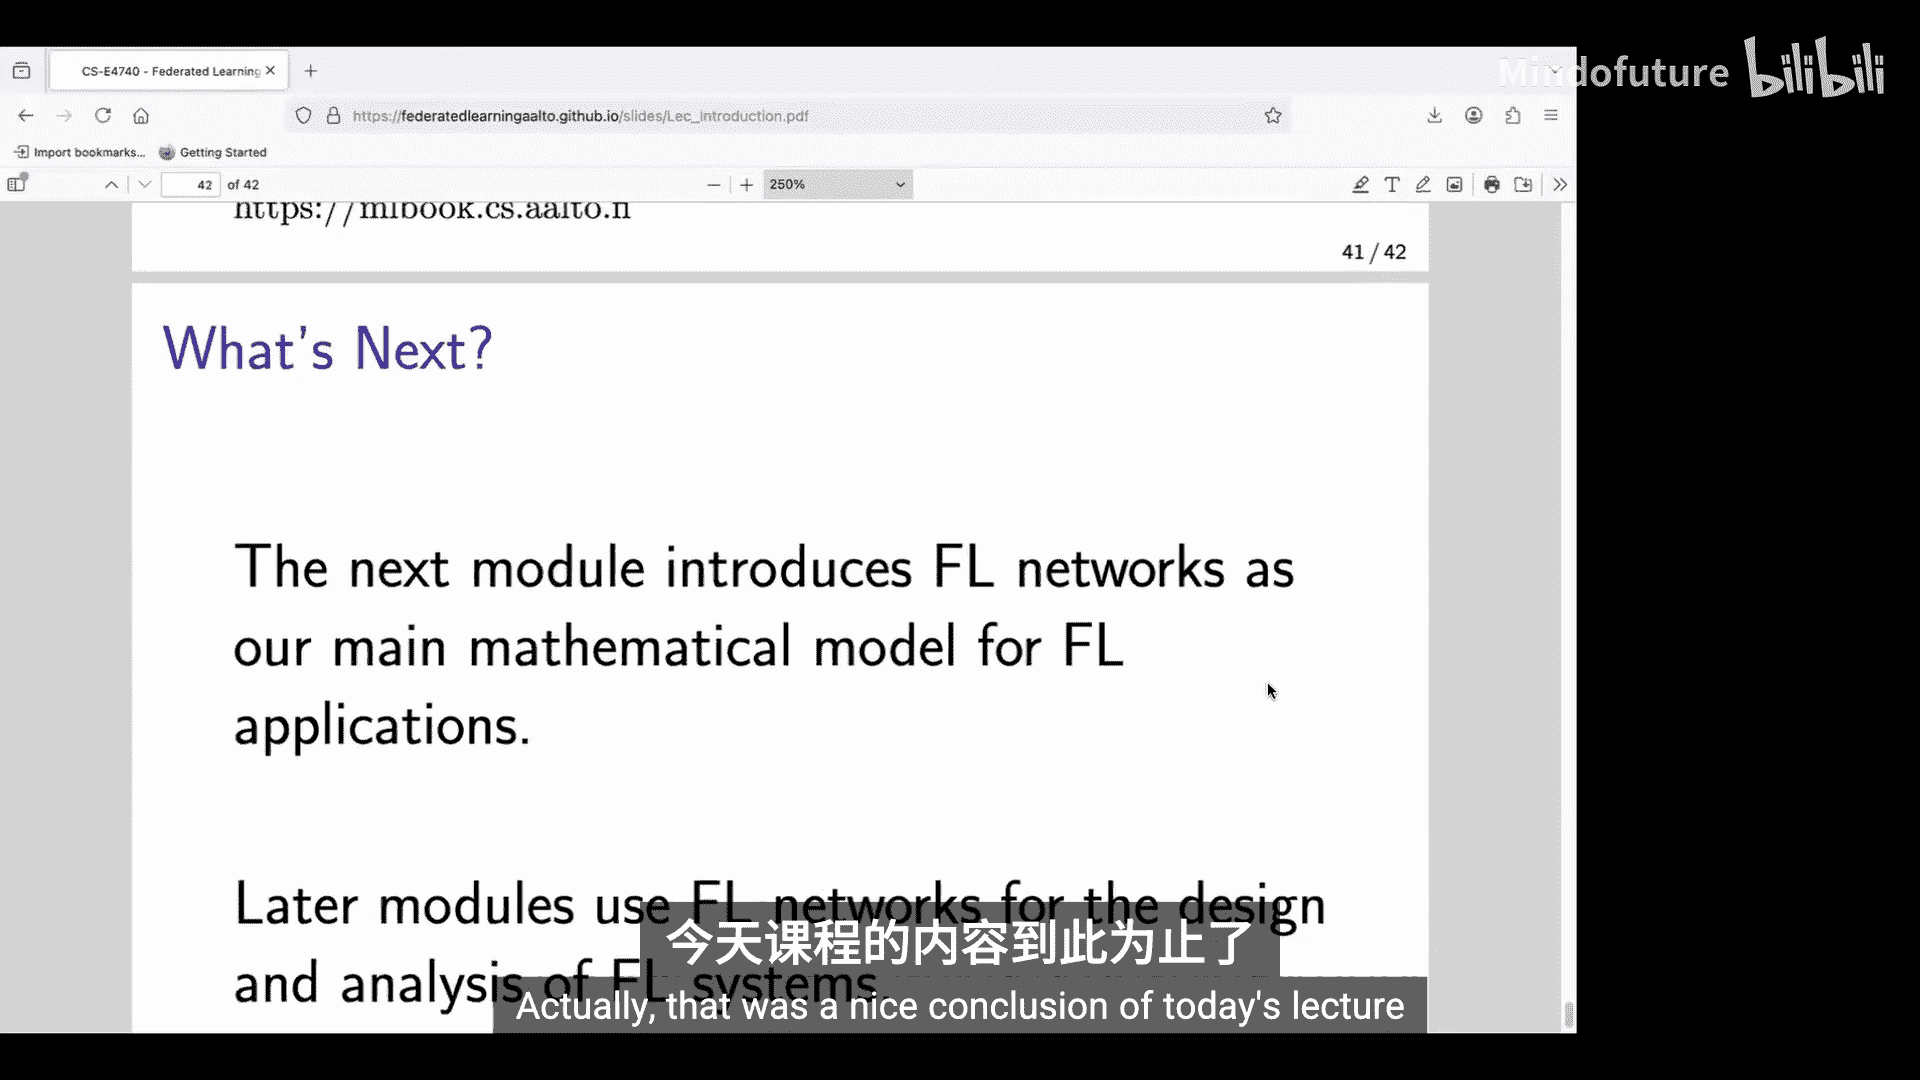 CS-E4740 - Federated Learning
Mindofuture bilibili
https://federatedlearningaalto.github.io/slides/Lec_Introduction.pdf
Import bookmarks... Getting Started
42 of 42 250%
https://mlbook.cs.aalto.fi
41 / 42
What's Next?
The next module introduces FL networks as
our main mathematical model for FL
applications.
Later modules use FL networks for the design
and analysis of FL systems.
今天课程的内容到此为止了
Actually, that was a nice conclusion of today's lecture